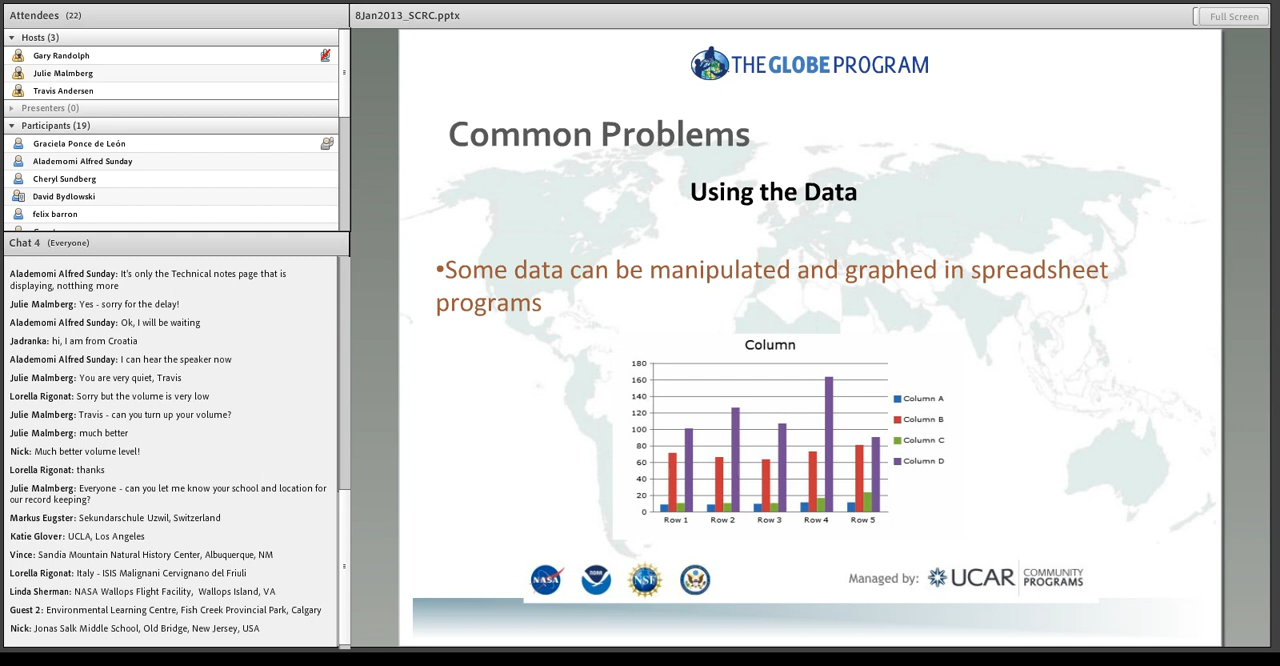 Attendees (22)
Hosts (3)
Gary Randolph
Julie Malmberg
Travis Andersen
Presenters (0)
Participants (19)
Graciela Ponce de León
Alademomi Alfred Sunday
Cheryl Sundberg
David Bydlowski
felix barron
Chat 4 (Everyone)
Alademomi Alfred Sunday: It's only the Technical notes page that is
displaying, notthing more
Julie Malmberg: Yes - sorry for the delay!
Alademomi Alfred Sunday: Ok, I will be waiting
Jadranka: hi, I am from Croatia
Alademomi Alfred Sunday: I can hear the speaker now
Julie Malmberg: You are very quiet, Travis
Lorella Rigonat: Sorry but the volume is very low
Julie Malmberg: Travis - can you turn up your volume?
Julie Malmberg: much better
Nick: Much better volume level!
Lorella Rigonat: thanks
Julie Malmberg: Everyone - can you let me know your school and location for
our record keeping?
Markus Eugster: Sekundarschule Uzwil, Switzerland
Katie Glover: UCLA, Los Angeles
Vince: Sandia Mountain Natural History Center, Albuquerque, NM
Lorella Rigonat: Italy - ISIS Malignani Cervignano del Friuli
Linda Sherman: NASA Wallops Flight Facility, Wallops Island, VA
Guest 2: Environmental Learning Centre, Fish Creek Provincial Park, Calgary
Nick: Jonas Salk Middle School, Old Bridge, New Jersey, USA
8Jan2013_SCRC.pptx
Full Screen
THE GLOBE PROGRAM
Common Problems
Using the Data
•Some data can be manipulated and graphed in spreadsheet
programs
Column
180
160
140
120
100
80
60
40
20
0
Row 1 Row 2 Row 3 Row 4 Row 5
Column A
Column B
Column C
Column D
NASA
NOAA
NSF
Managed by: UCAR COMMUNITY
PROGRAMS